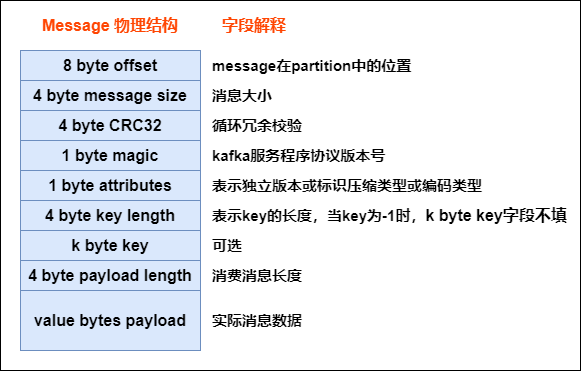 Message 物理结构 字段解释
8 byte offset message在partition中的位置
4 byte message size 消息大小
4 byte CRC32 循环冗余校验
1 byte magic kafka服务程序协议版本号
1 byte attributes 表示独立版本或标识压缩类型或编码类型
4 byte key length 表示key的长度，当key为-1时，k byte key字段不填
k byte key 可选
4 byte payload length 消费消息长度
value bytes payload 实际消息数据